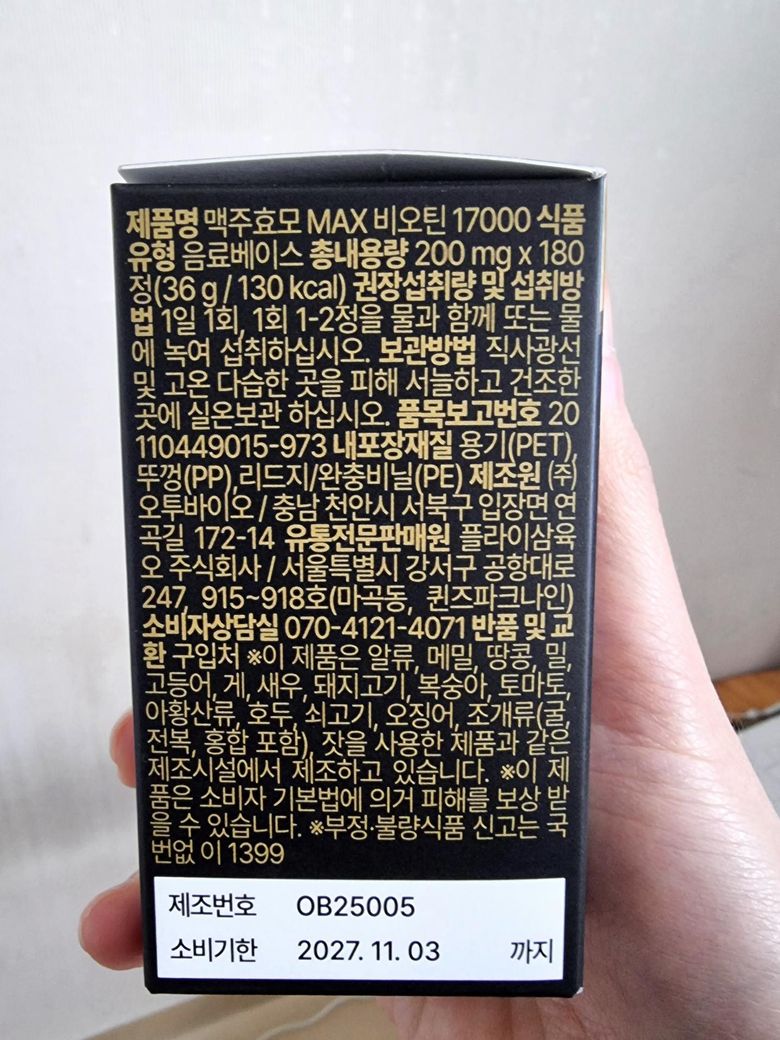 제품명 맥주효모 MAX 비오틴 17000 식품
유형 음료베이스 총내용량 200 mg x 180
정(36 g / 130 kcal) 권장섭취량 및 섭취방
법 1일 1회, 1회 1-2정을 물과 함께 또는 물
에 녹여 섭취하십시오. 보관방법 직사광선
및 고온 다습한 곳을 피해 서늘하고 건조한
곳에 실온보관 하십시오. 품목보고번호 20
110449015-973 내포장재질 용기(PET),
뚜껑(PP),리드지/완충비닐(PE) 제조원 ㈜
오투바이오 / 충남 천안시 서북구 입장면 연
곡길 172-14 유통전문판매원 플라이삼육
오 주식회사 / 서울특별시 강서구 공항대로
247, 915~918호(마곡동, 퀸즈파크나인)
소비자상담실 070-4121-4071 반품 및 교
환 구입처 ※이 제품은 알류, 메밀, 땅콩, 밀,
고등어, 게, 새우, 돼지고기, 복숭아, 토마토,
아황산류, 호두, 쇠고기, 오징어, 조개류(굴,
전복, 홍합 포함), 잣을 사용한 제품과 같은
제조시설에서 제조하고 있습니다. ※이 제
품은 소비자 기본법에 의거 피해를 보상 받
을 수 있습니다. ※부정·불량식품 신고는 국
번없 이 1399
제조번호 OB25005
소비기한 2027. 11. 03 까지